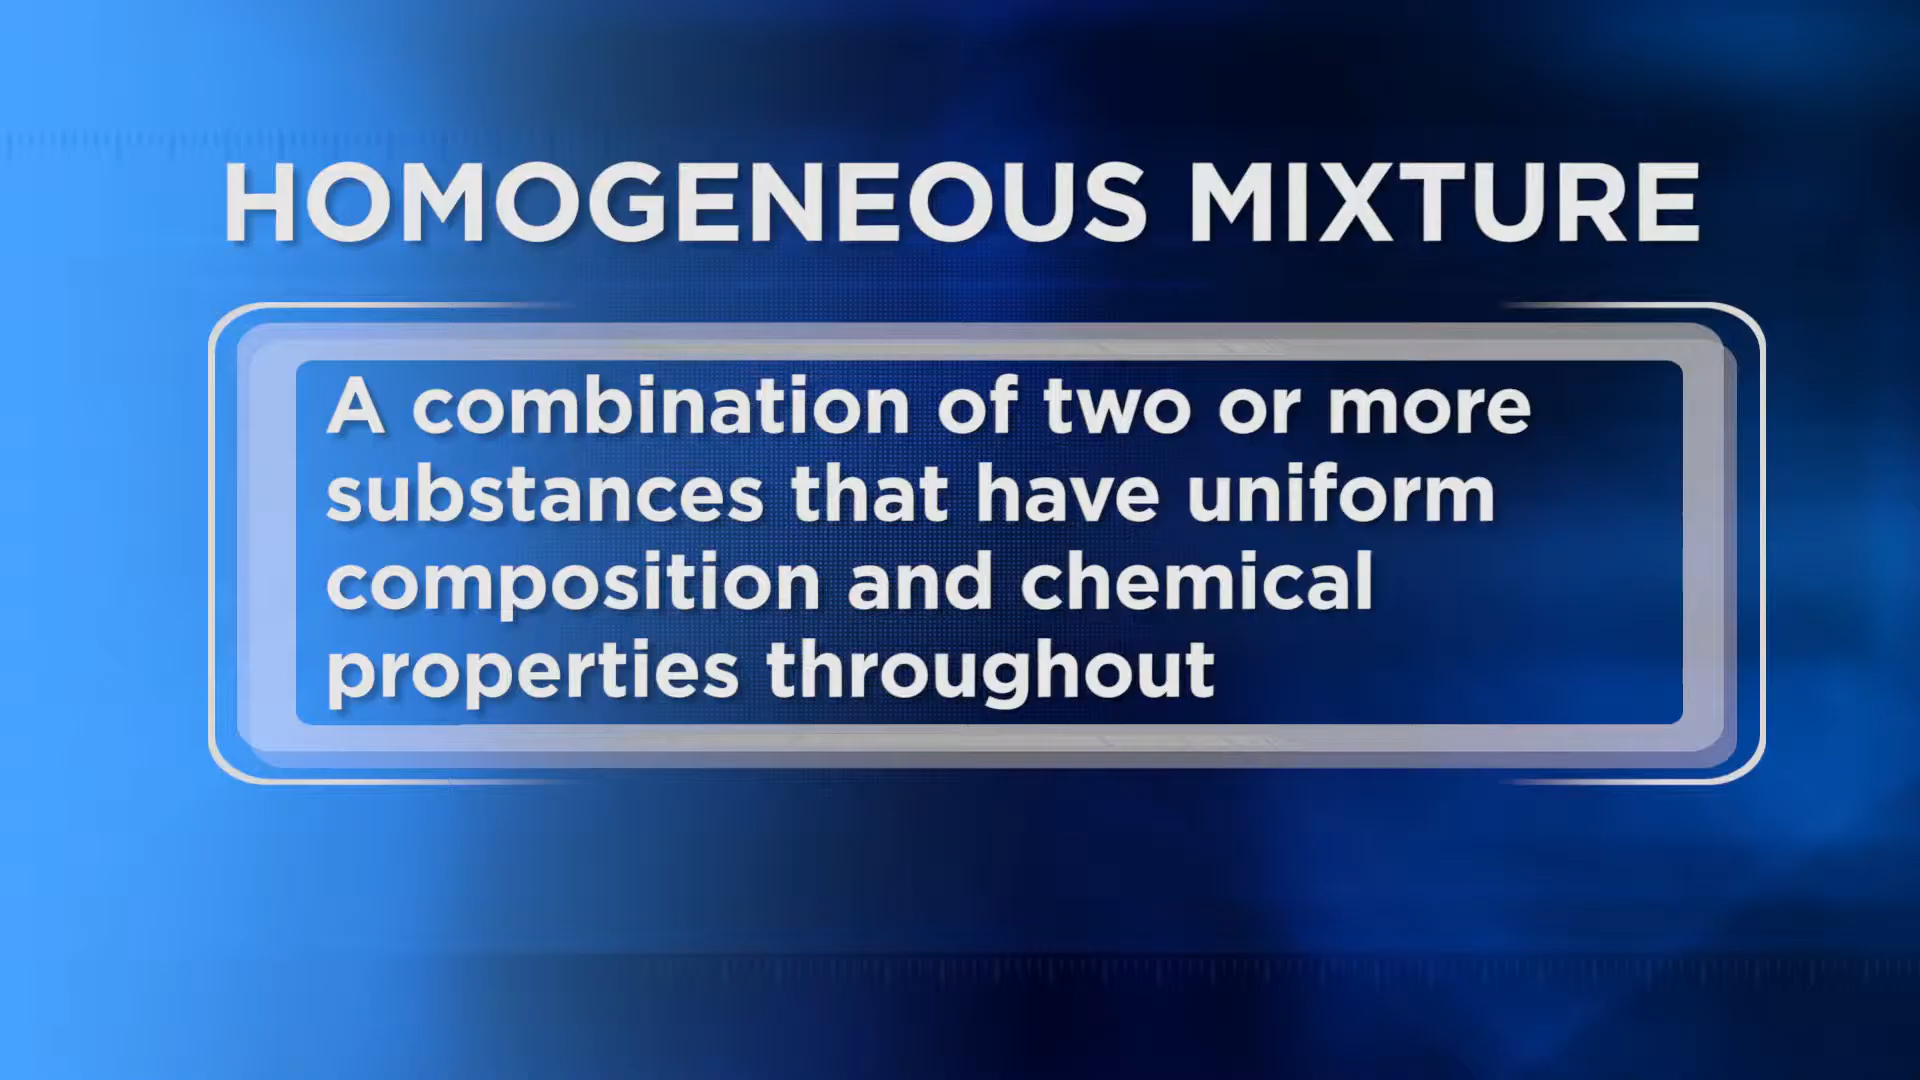 HOMOGENEOUS MIXTURE
A combination of two or more
substances that have uniform
composition and chemical
properties throughout